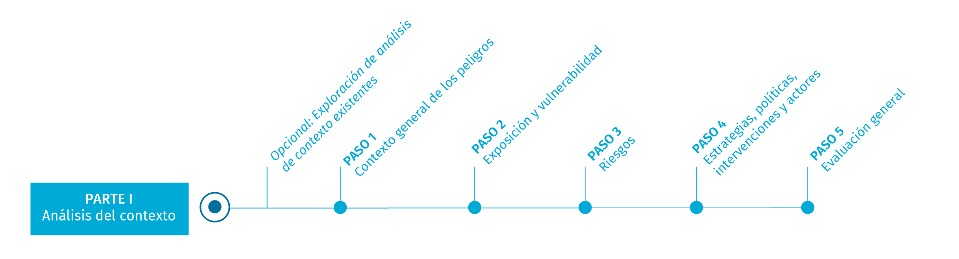 PARTE I
Análisis del contexto
Opcional: Exploración de análisis
de contexto existentes
PASO 1
Contexto general de los peligros
PASO 2
Exposición y vulnerabilidad
PASO 3
Riesgos
PASO 4
Estrategias, políticas,
intervenciones y actores
PASO 5
Evaluación general